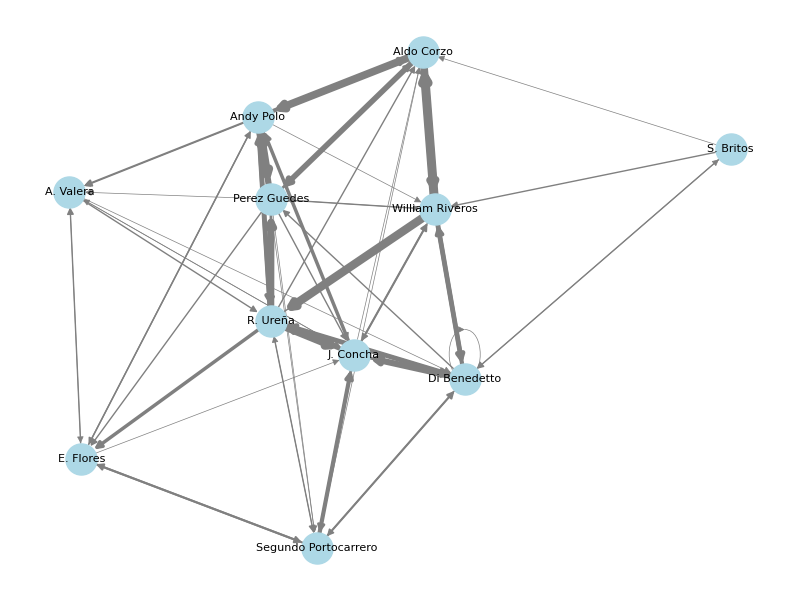 Aldo Corzo
Andy Polo
S. Britos
A. Valera
Perez Guedes
William Riveros
R. Ureña
J. Concha
Di Benedetto
E. Flores
Segundo Portocarrero